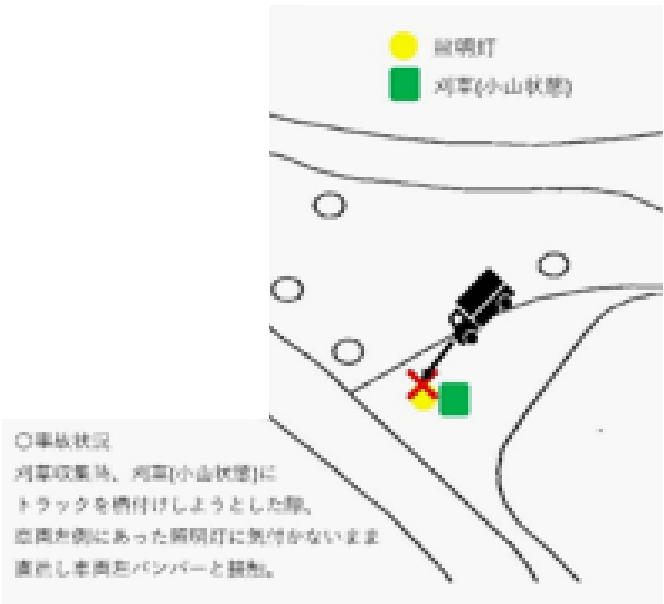 照明灯
刈草(小山状態)
○事故状況
刈草収集時、刈草(小山状態)に
トラックを横付けしようとした際、
車両左側にあった照明灯に気付かないまま
直進し車両左バンパーと接触。